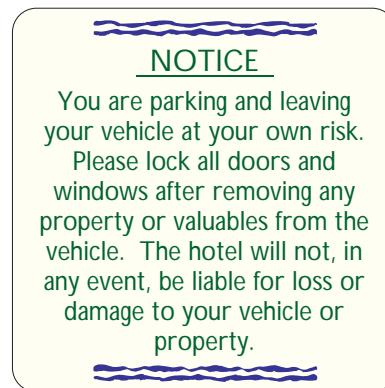 NOTICE
You are parking and leaving
your vehicle at your own risk.
Please lock all doors and
windows after removing any
property or valuables from the
vehicle.  The hotel will not, in
any event, be liable for loss or
damage to your vehicle or
property.